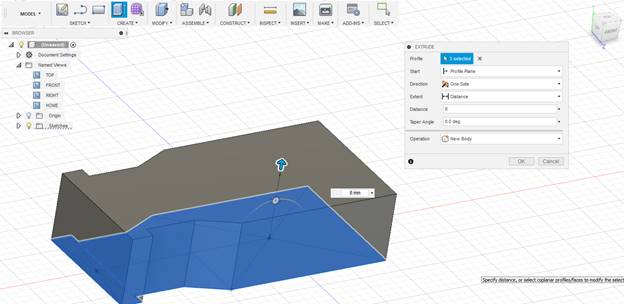 MODEL
SKETCH
CREATE
MODIFY
ASSEMBLE
CONSTRUCT
INSPECT
INSERT
MAKE
ADD-INS
SELECT
BROWSER
(Unsaved)
Document Settings
Named Views
TOP
FRONT
RIGHT
HOME
Origin
Sketches
EXTRUDE
Profile 3 selected
Start Profile Plane
Direction One Side
Extent Distance
Distance 8
Taper Angle 0.0 deg
Operation New Body
OK Cancel
8 mm
FRONT
Specify distance, or select coplanar profiles/faces to modify the select